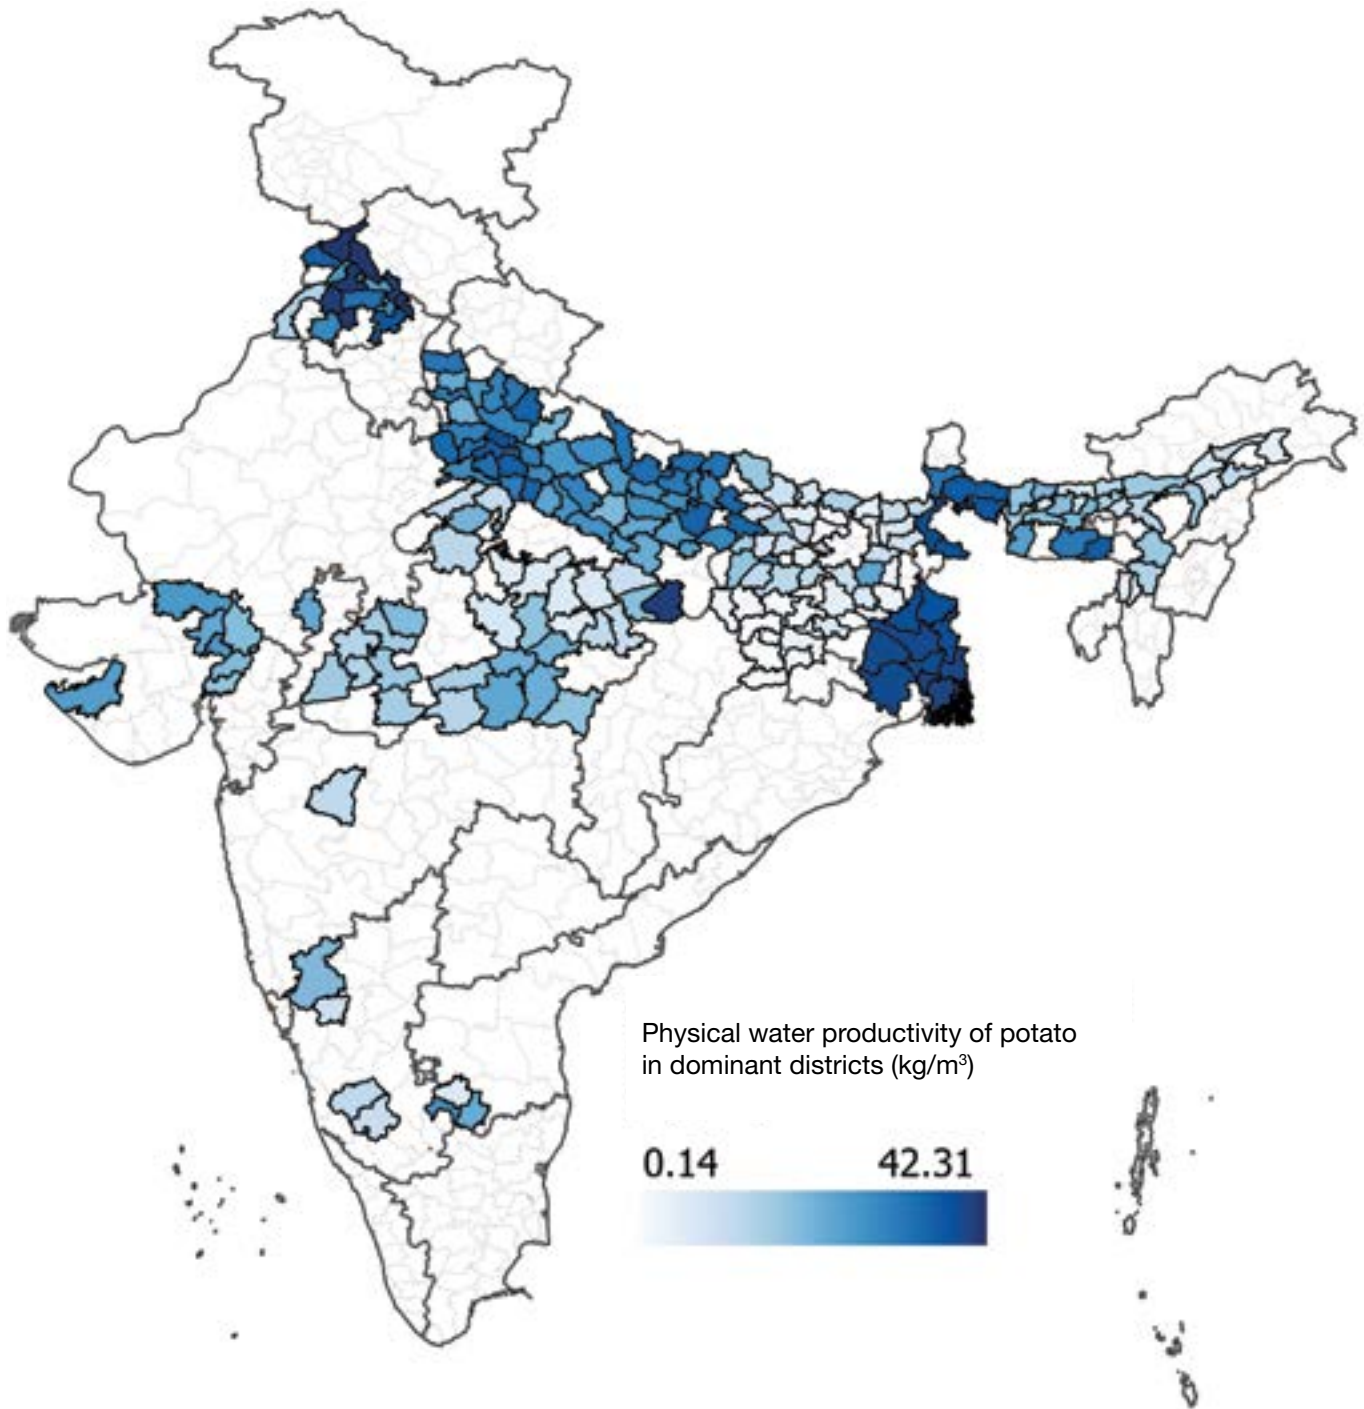 Physical water productivity of potato
in dominant districts (kg/m³)
0.14 42.31